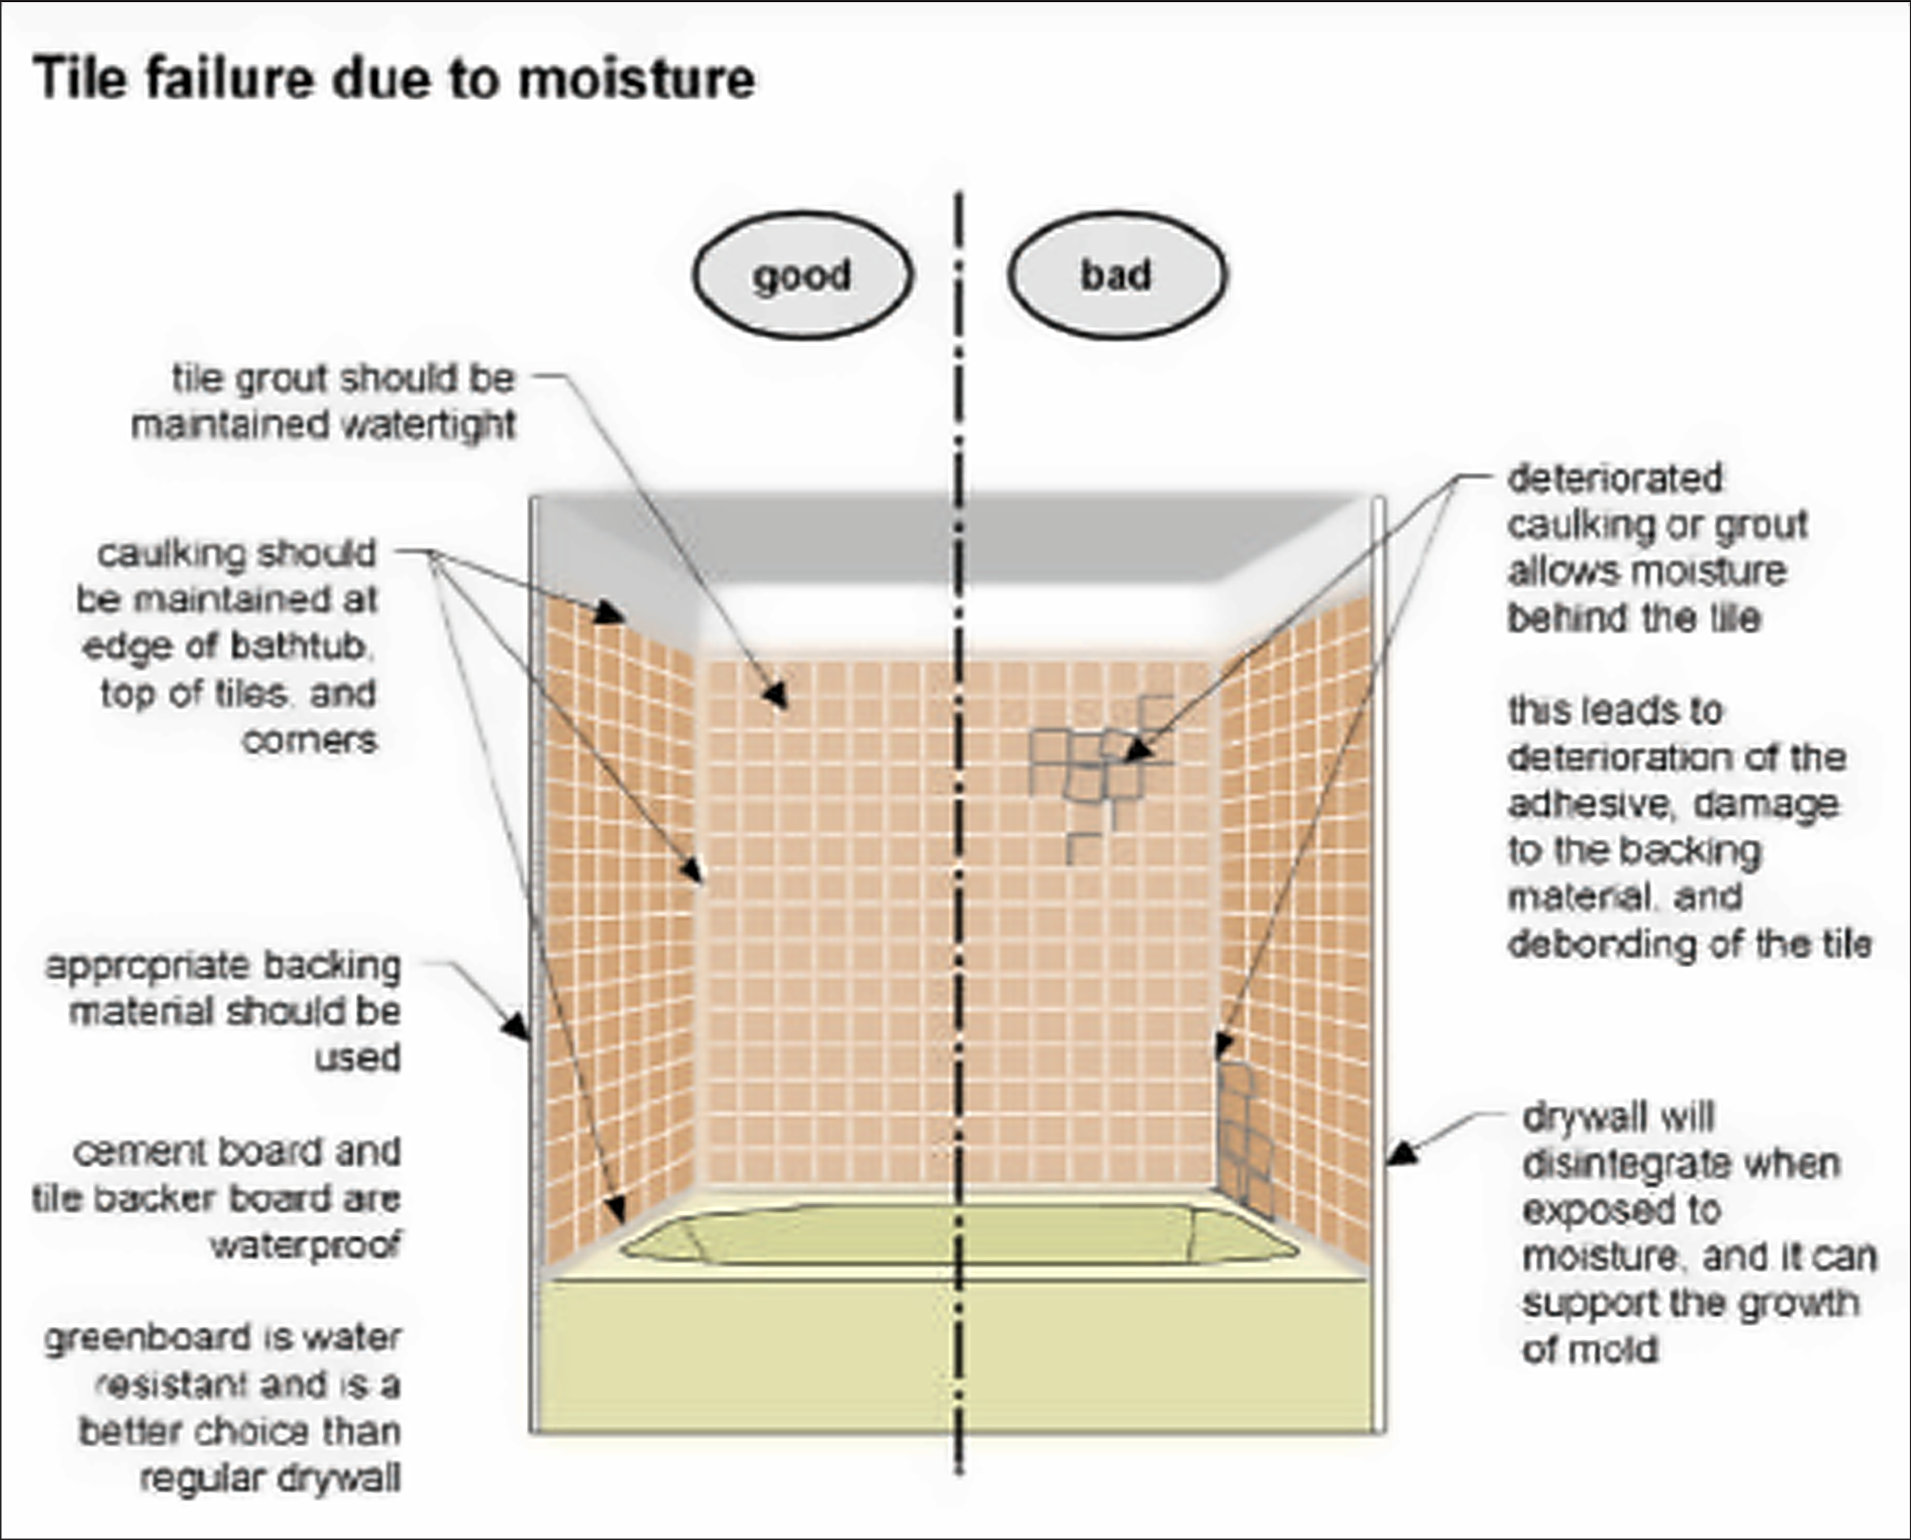 Tile failure due to moisture
good
bad
tile grout should be
maintained watertight
caulking should
be maintained at
edge of bathtub,
top of tiles, and
corners
appropriate backing
material should be
used
cement board and
tile backer board are
waterproof
greenboard is water
resistant and is a
better choice than
regular drywall
deteriorated
caulking or grout
allows moisture
behind the tile
this leads to
deterioration of the
adhesive, damage
to the backing
material, and
debonding of the tile
drywall will
disintegrate when
exposed to
moisture, and it can
support the growth
of mold